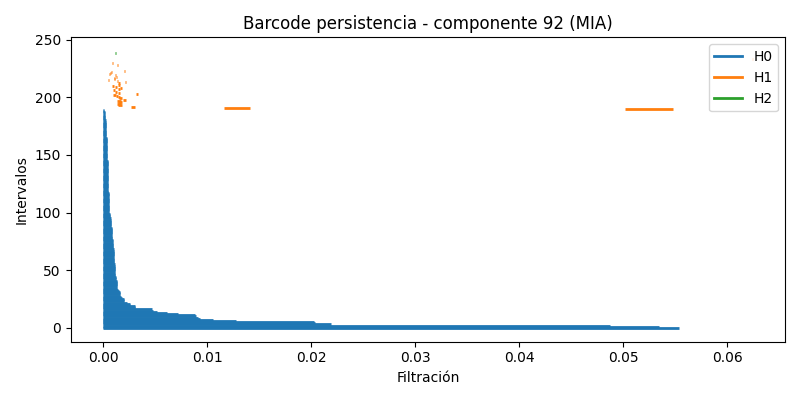 Barcode persistencia - componente 92 (MIA)
250
200
150
100
50
0
Intervalos
0.00
0.01
0.02
0.03
0.04
0.05
0.06
Filtración
H0
H1
H2